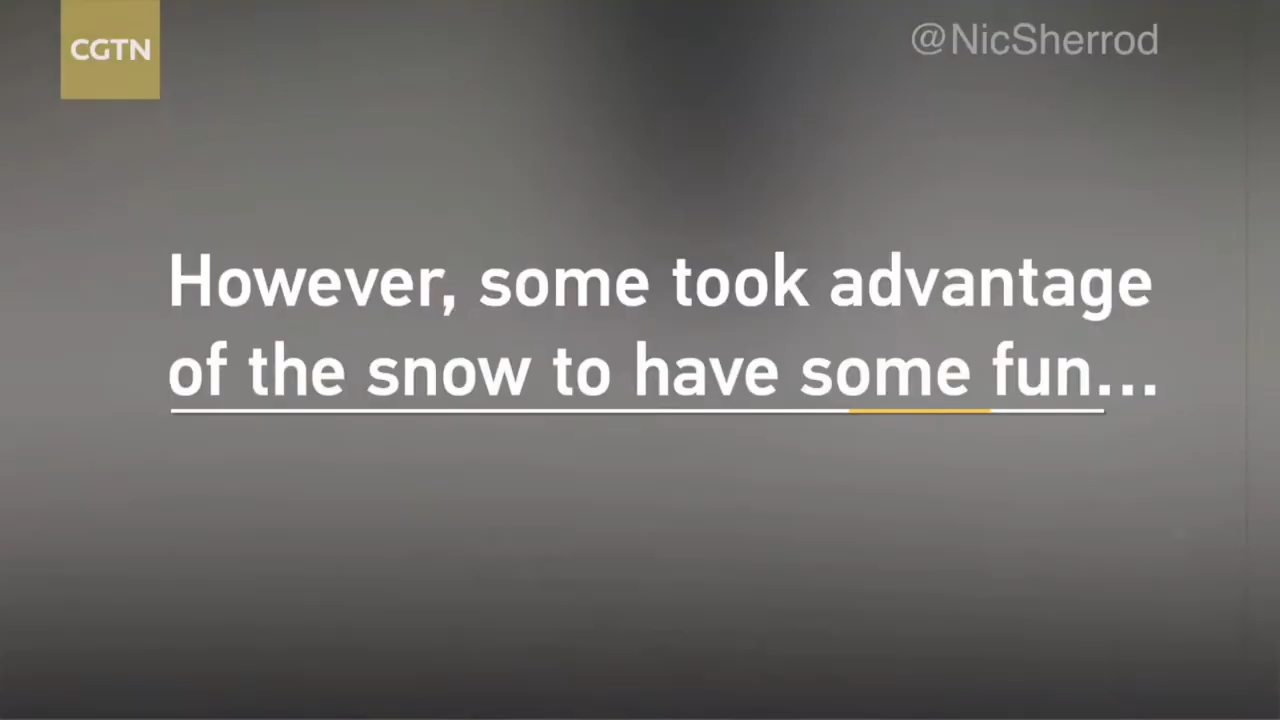 CGTN
@NicSherrod
However, some took advantage
of the snow to have some fun...